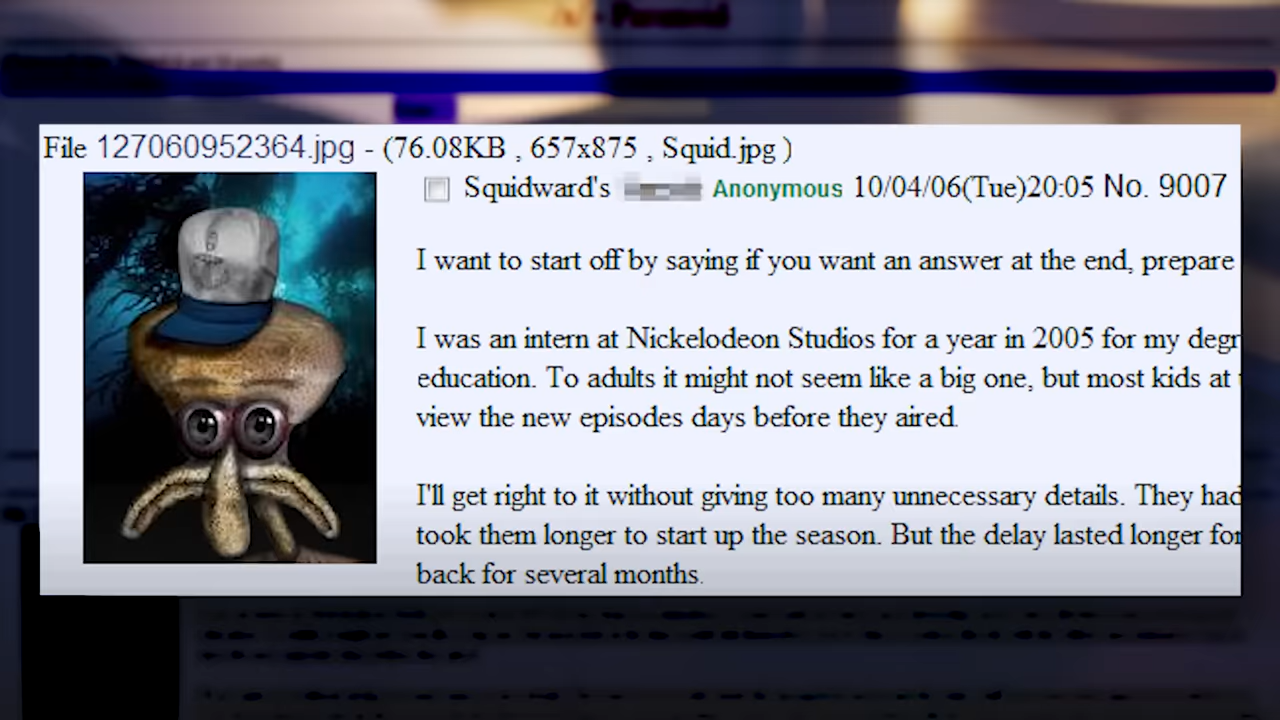 File 127060952364.jpg - (76.08KB , 657x875 , Squid.jpg )
Squidward's Anonymous 10/04/06(Tue)20:05 No. 9007
I want to start off by saying if you want an answer at the end, prepare
I was an intern at Nickelodeon Studios for a year in 2005 for my degr
education. To adults it might not seem like a big one, but most kids at
view the new episodes days before they aired.
I'll get right to it without giving too many unnecessary details. They had
took them longer to start up the season. But the delay lasted longer for
back for several months.